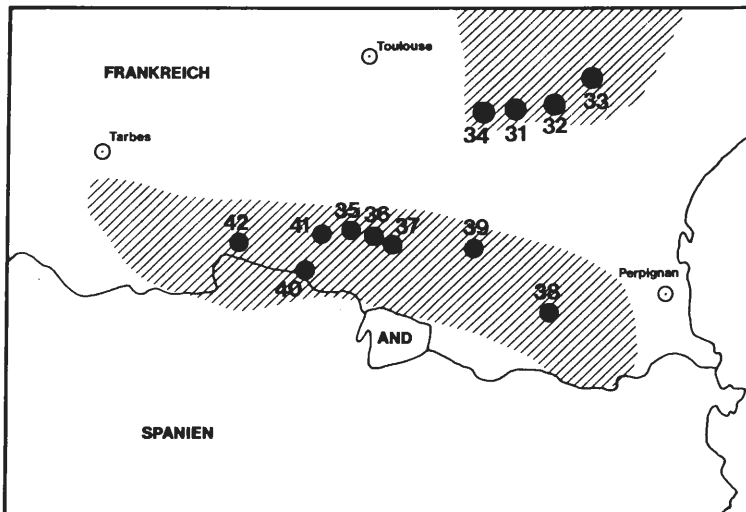 Toulouse
FRANKREICH
33
34 31 32
Tarbes
35 36
42 41 37 39
40
Perpignan
38
AND
SPANIEN